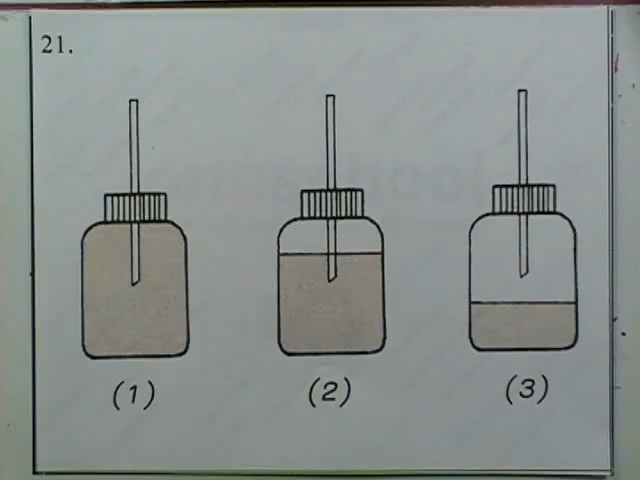 21.
(1)
(2)
(3)